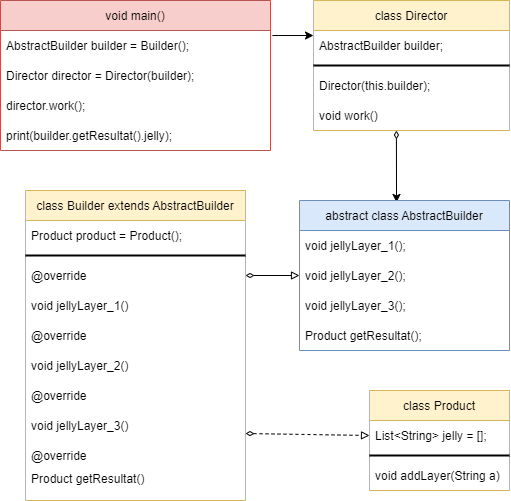 void main()
AbstractBuilder builder = Builder();
Director director = Director(builder);
director.work();
print(builder.getResultat().jelly);
class Director
AbstractBuilder builder;
Director(this.builder);
void work()
class Builder extends AbstractBuilder
Product product = Product();
@override
void jellyLayer_1()
@override
void jellyLayer_2()
@override
void jellyLayer_3()
@override
Product getResultat()
abstract class AbstractBuilder
void jellyLayer_1();
void jellyLayer_2();
void jellyLayer_3();
Product getResultat();
class Product
List<String> jelly = [];
void addLayer(String a)